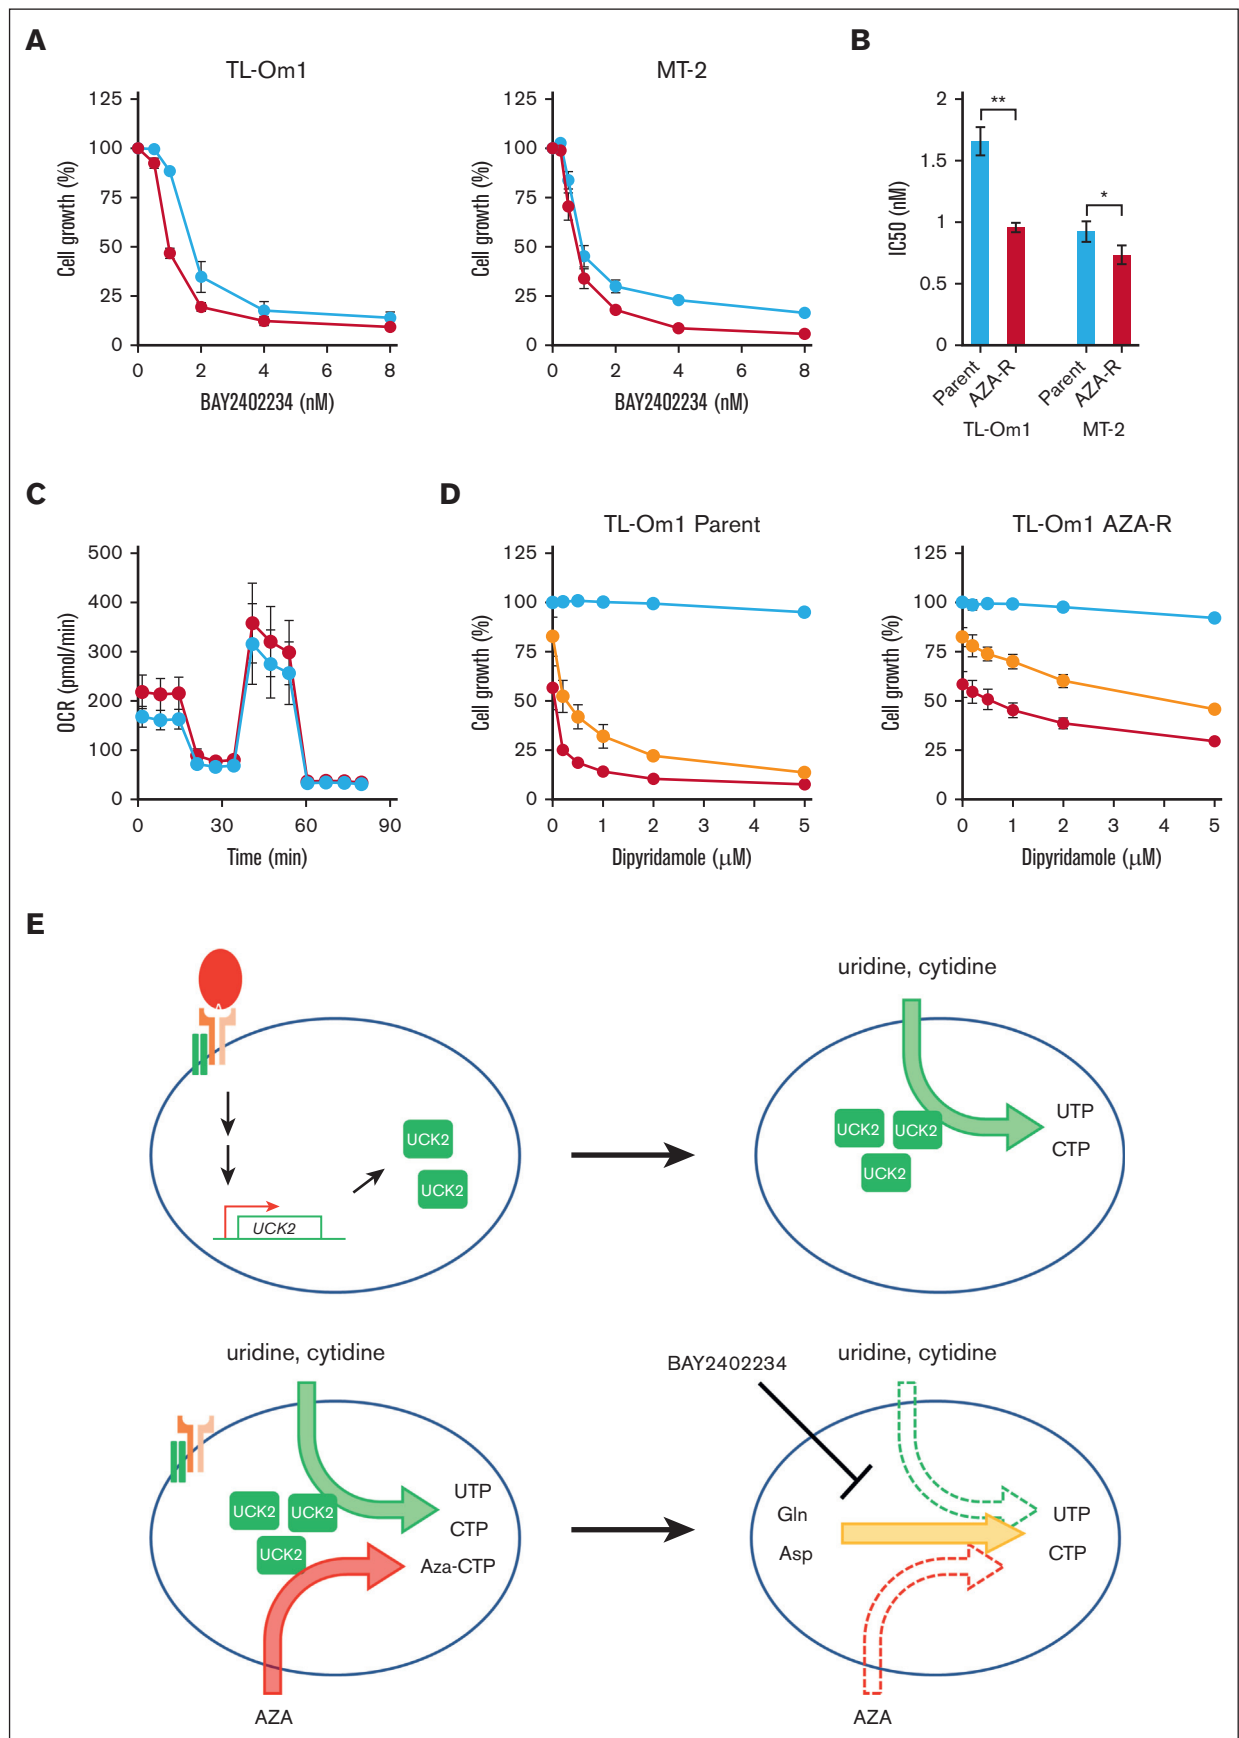 A
TL-Om1
125
100
75
50
25
0
Cell growth (%)
0 2 4 6 8
BAY2402234 (nM)
MT-2
125
100
75
50
25
0
Cell growth (%)
0 2 4 6 8
BAY2402234 (nM)
B
2
1.5
1
0.5
0
IC50 (nM)
**
*
Parent
AZA-R
Parent
AZA-R
TL-Om1 MT-2
C
500
400
300
200
100
0
OCR (pmol/min)
0 30 60 90
Time (min)
D
TL-Om1 Parent
125
100
75
50
25
0
Cell growth (%)
0 1 2 3 4 5
Dipyridamole (μM)
TL-Om1 AZA-R
125
100
75
50
25
0
Cell growth (%)
0 1 2 3 4 5
Dipyridamole (μM)
E
UCK2
UCK2
UCK2
uridine, cytidine
UCK2
UCK2
UCK2
UTP
CTP
uridine, cytidine
UCK2
UCK2
UCK2
UTP
CTP
Aza-CTP
AZA
BAY2402234
uridine, cytidine
Gln
Asp
UTP
CTP
AZA